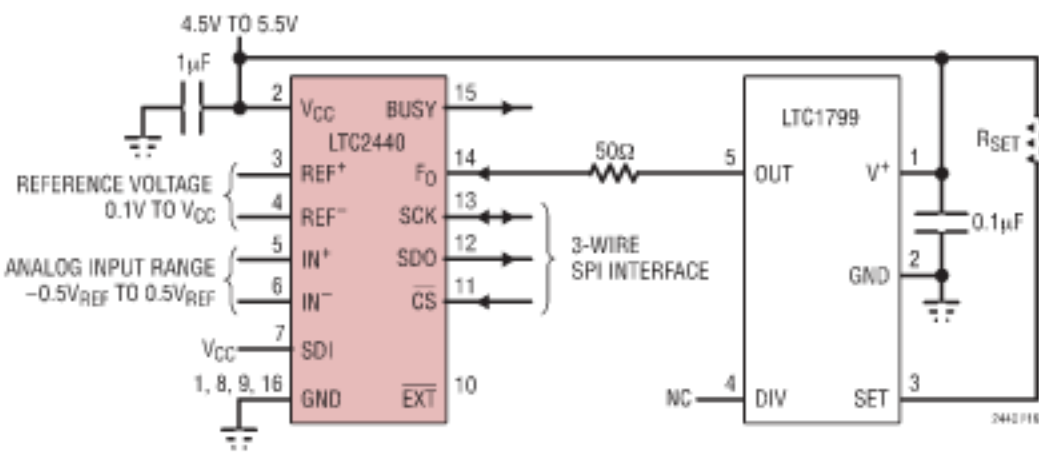 4.5V TO 5.5V
1µF
2
VCC
BUSY
15
LTC2440
3
REF+
FO
14
50Ω
5
OUT
LTC1799
V+
1
RSET
REFERENCE VOLTAGE
0.1V TO VCC
4
REF−
SCK
13
0.1µF
5
IN+
SDO
12
3-WIRE
SPI INTERFACE
ANALOG INPUT RANGE
−0.5VREF TO 0.5VREF
6
IN−
CS
11
GND
2
VCC
7
SDI
1, 8, 9, 16
GND
EXT
10
NC
4
DIV
SET
3